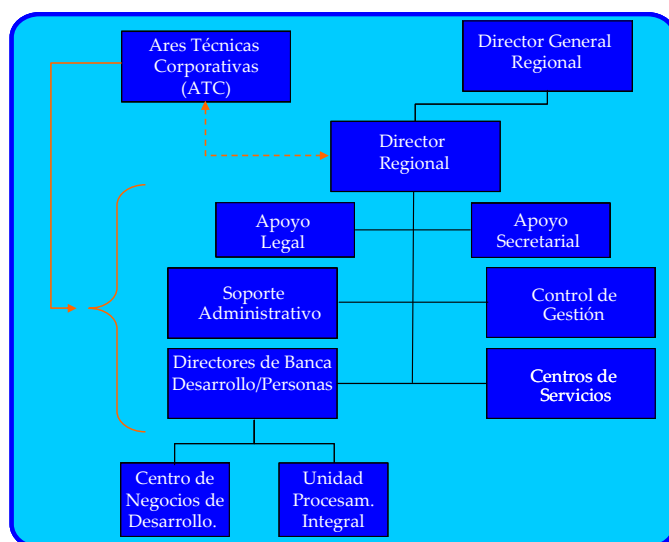 Ares Técnicas
Corporativas
(ATC)
Director General
Regional
Director
Regional
Apoyo
Legal
Apoyo
Secretarial
Soporte
Administrativo
Control de
Gestión
Directores de Banca
Desarrollo/Personas
Centros de
Servicios
Centro de
Negocios de
Desarrollo.
Unidad
Procesam.
Integral